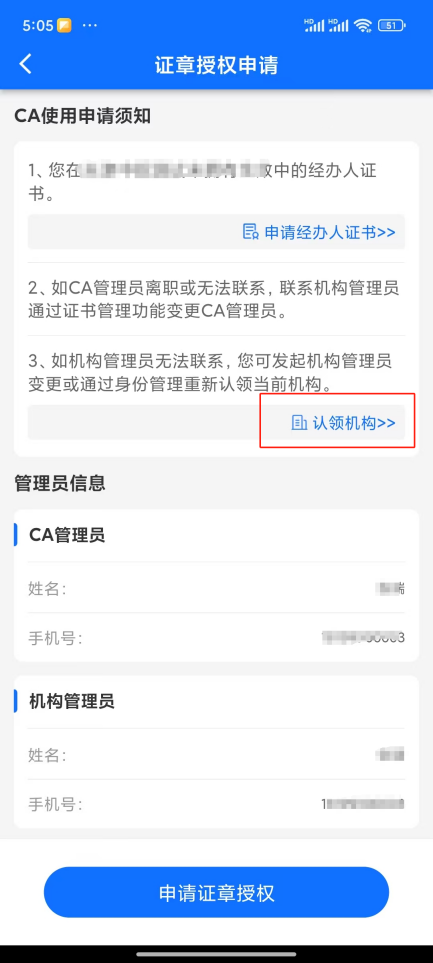 5:05 ···
HD HD 51
证章授权申请
CA使用申请须知
1、您在 中的经办人证
书。
申请经办人证书>>
2、如CA管理员离职或无法联系，联系机构管理员
通过证书管理功能变更CA管理员。
3、如机构管理员无法联系，您可发起机构管理员
变更或通过身份管理重新认领当前机构。
认领机构>>
管理员信息
CA管理员
姓名：
手机号：
机构管理员
姓名：
手机号：
申请证章授权